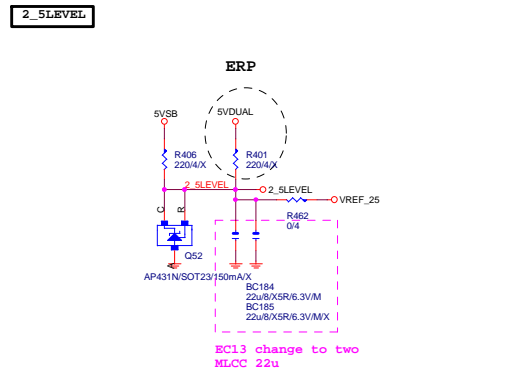 2_5LEVEL
ERP
5VSB
5VDUAL
R406
220/4/X
R401
220/4/X
2_5LEVEL
2_5LEVEL
VREF_25
R462
0/4
C
R
Q52
A
AP431N/SOT23/150mA/X
BC184
22u/8/X5R/6.3V/M
BC185
22u/8/X5R/6.3V/M/X
EC13 change to two
MLCC 22u